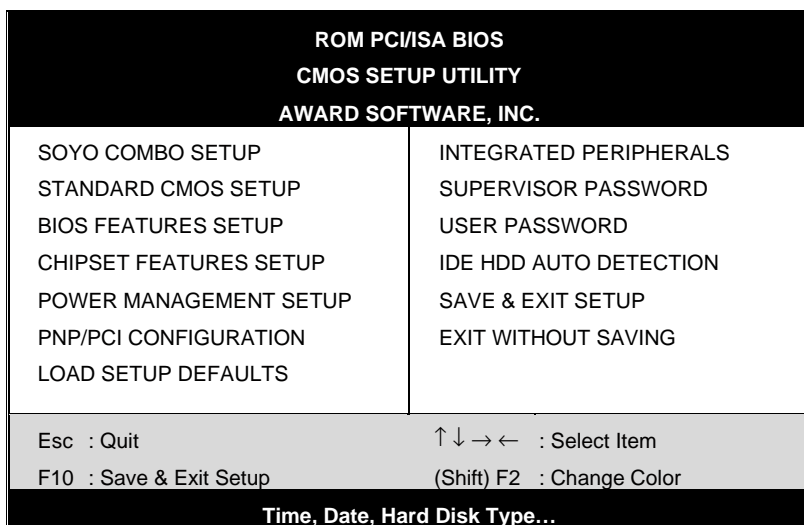 ROM PCI/ISA BIOS
CMOS SETUP UTILITY
AWARD SOFTWARE, INC.
SOYO COMBO SETUP
STANDARD CMOS SETUP
BIOS FEATURES SETUP
CHIPSET FEATURES SETUP
POWER MANAGEMENT SETUP
PNP/PCI CONFIGURATION
LOAD SETUP DEFAULTS
INTEGRATED PERIPHERALS
SUPERVISOR PASSWORD
USER PASSWORD
IDE HDD AUTO DETECTION
SAVE & EXIT SETUP
EXIT WITHOUT SAVING
Esc : Quit
↑ ↓ → ← : Select Item
F10 : Save & Exit Setup
(Shift) F2 : Change Color
Time, Date, Hard Disk Type…